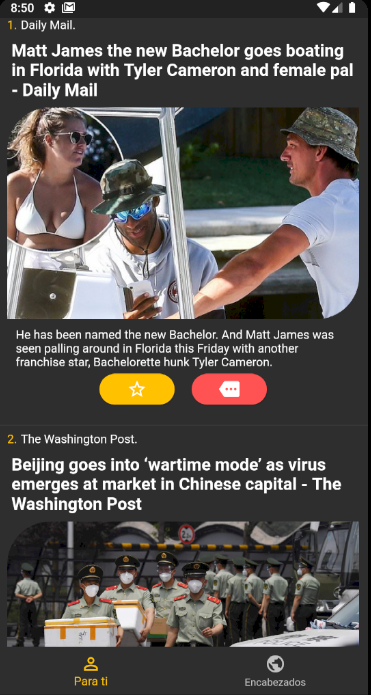 8:50
1. Daily Mail.
Matt James the new Bachelor goes boating
in Florida with Tyler Cameron and female pal
- Daily Mail
He has been named the new Bachelor. And Matt James was
seen palling around in Florida this Friday with another
franchise star, Bachelorette hunk Tyler Cameron.
2. The Washington Post.
Beijing goes into ‘wartime mode’ as virus
emerges at market in Chinese capital - The
Washington Post
Para ti
Encabezados